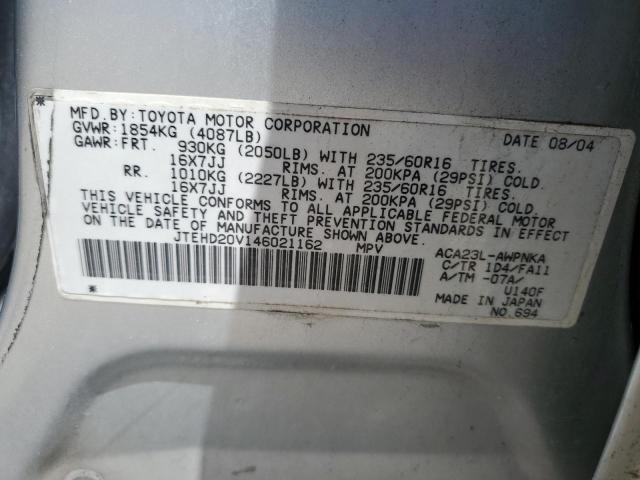 MFD.BY:TOYOTA MOTOR CORPORATION DATE 08/04
GVWR:1854KG (4087LB)
GAWR:FRT. 930KG (2050LB) WITH 235/60R16 TIRES.
16X7JJ RIMS. AT 200KPA (29PSI) COLD.
RR. 1010KG (2227LB) WITH 235/60R16 TIRES.
16X7JJ RIMS. AT 200KPA (29PSI) COLD.
THIS VEHICLE CONFORMS TO ALL APPLICABLE FEDERAL MOTOR
VEHICLE SAFETY AND THEFT PREVENTION STANDARDS IN EFFECT
ON THE DATE OF MANUFACTURE SHOWN ABOVE.
JTEHD20V146021162 MPV
ACA23L-AWPNKA
C/TR 1D4/FA11
A/TM -07A/
U140F
MADE IN JAPAN
NO.694